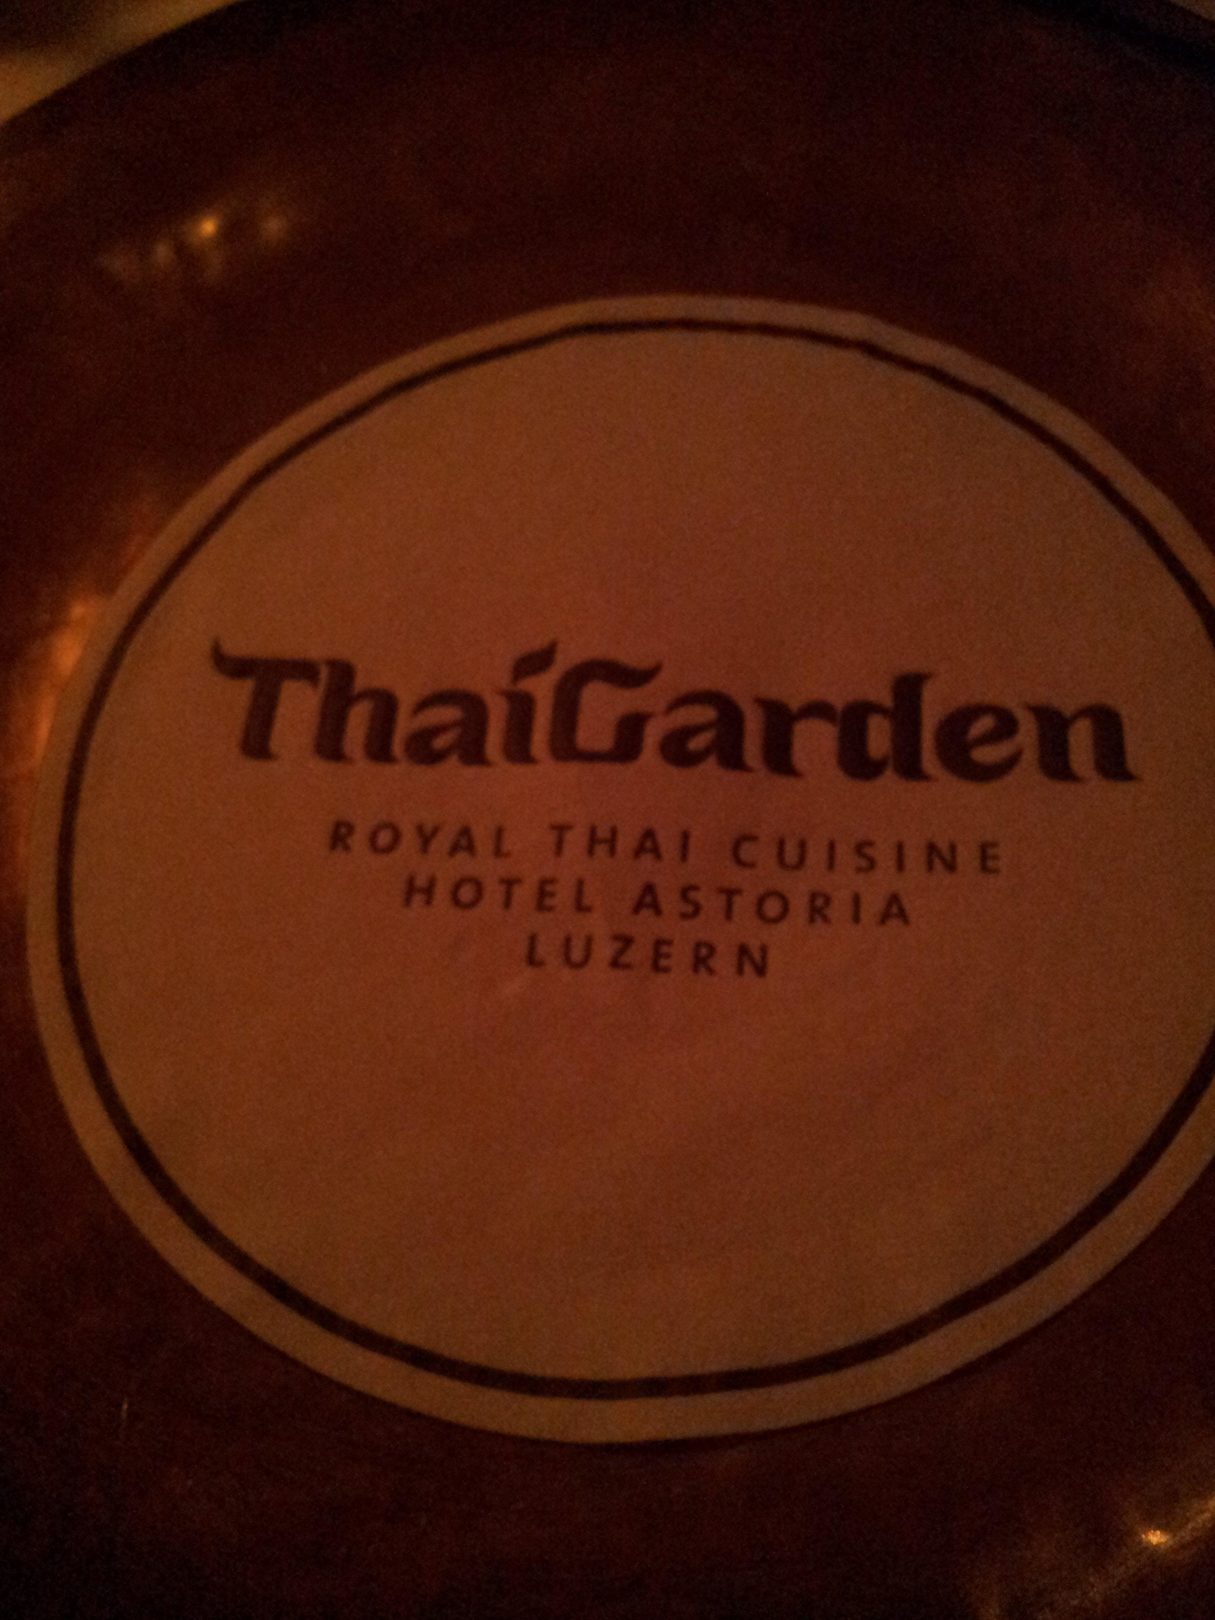 ThaiGarden
ROYAL THAI CUISINE
HOTEL ASTORIA
LUZERN